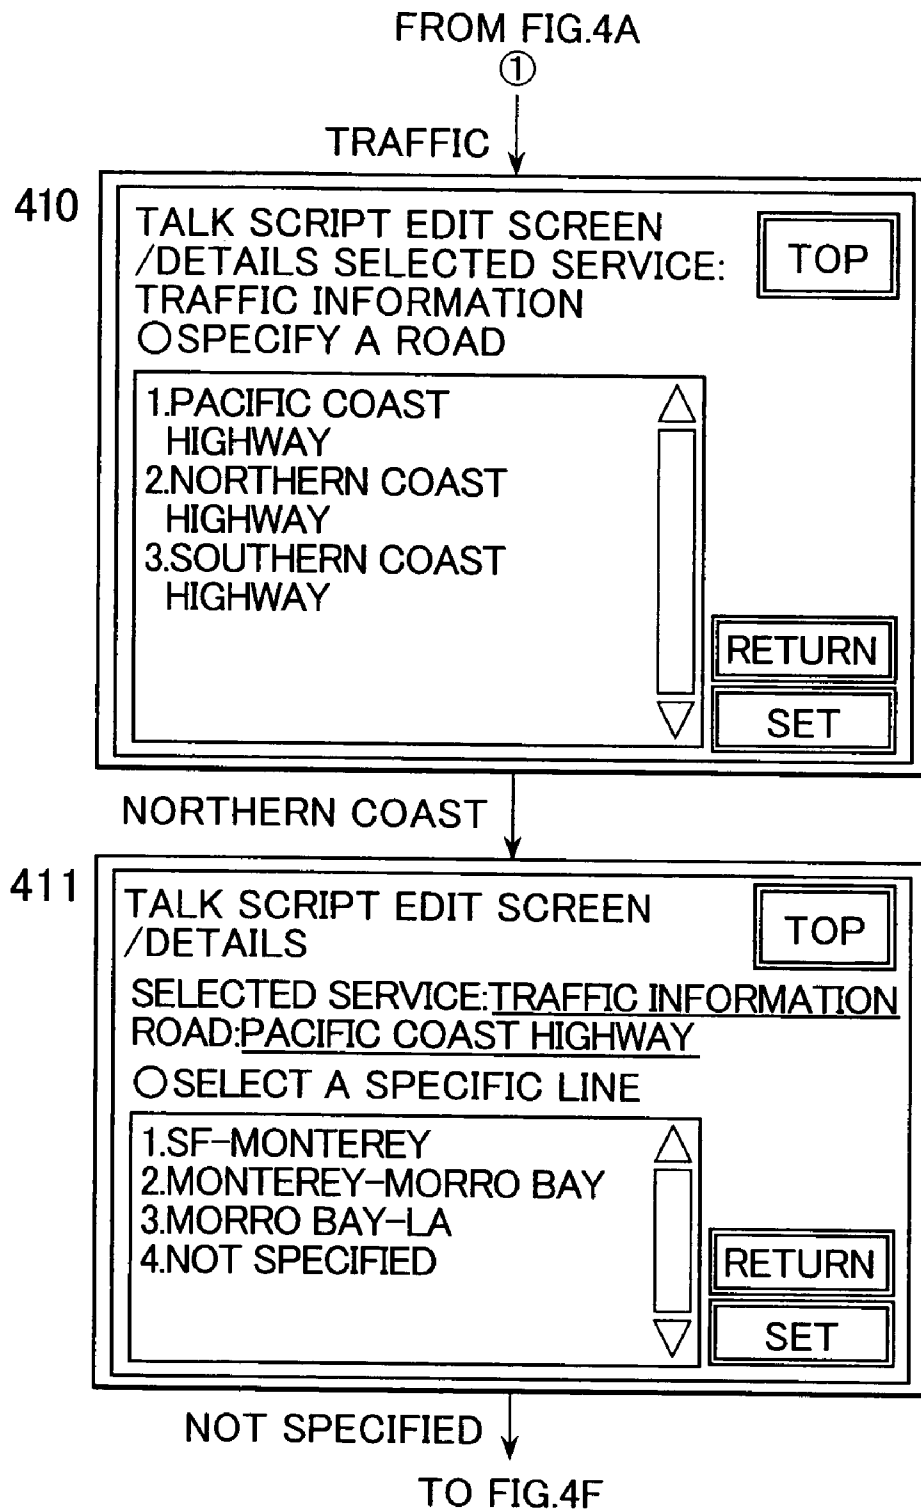 FROM FIG.4A
①
TRAFFIC
410
TALK SCRIPT EDIT SCREEN
/DETAILS SELECTED SERVICE:
TRAFFIC INFORMATION
○SPECIFY A ROAD
TOP
1.PACIFIC COAST
HIGHWAY
2.NORTHERN COAST
HIGHWAY
3.SOUTHERN COAST
HIGHWAY
RETURN
SET
NORTHERN COAST
411
TALK SCRIPT EDIT SCREEN
/DETAILS
TOP
SELECTED SERVICE:TRAFFIC INFORMATION
ROAD:PACIFIC COAST HIGHWAY
○SELECT A SPECIFIC LINE
1.SF-MONTEREY
2.MONTEREY-MORRO BAY
3.MORRO BAY-LA
4.NOT SPECIFIED
RETURN
SET
NOT SPECIFIED
TO FIG.4F